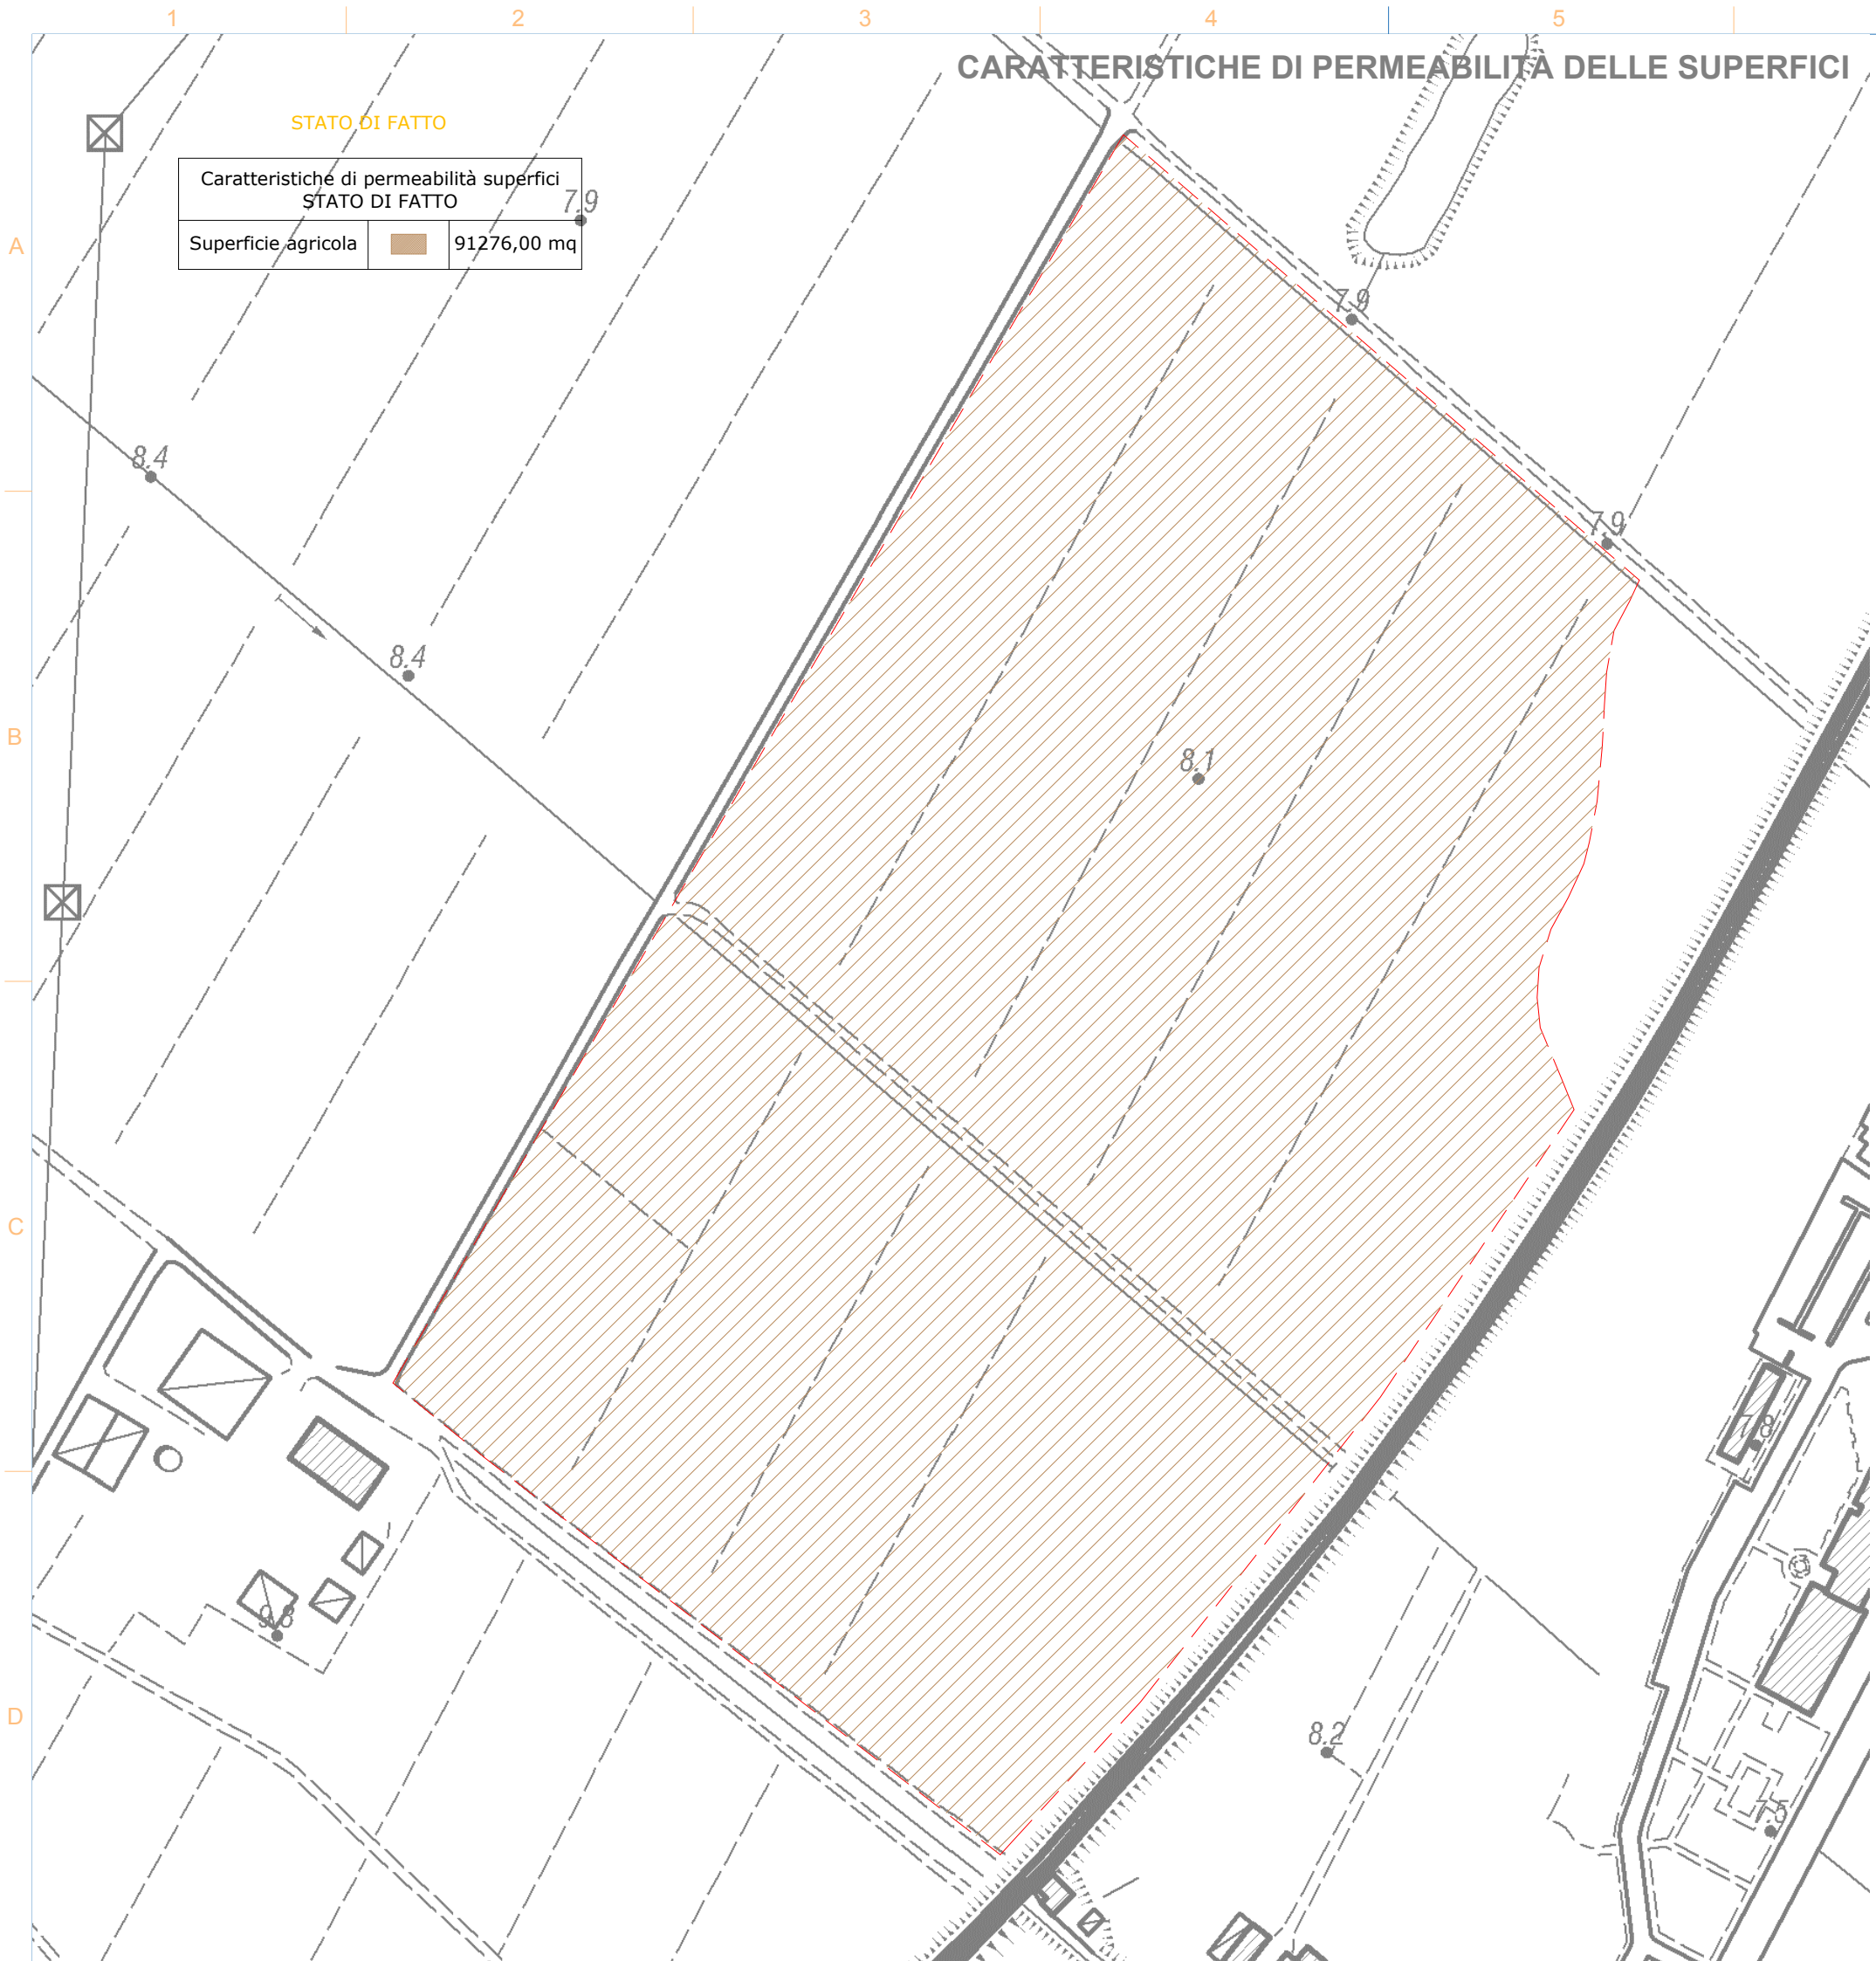 1 2 3 4 5
CARATTERISTICHE DI PERMEABILITÀ DELLE SUPERFICI
STATO DI FATTO
Caratteristiche di permeabilità superfici
STATO DI FATTO
7.9
A
Superficie agricola 91276,00 mq
7.9
8.4
7.9
8.4
B
8.1
C
7.8
9.8
D
8.2
7.5